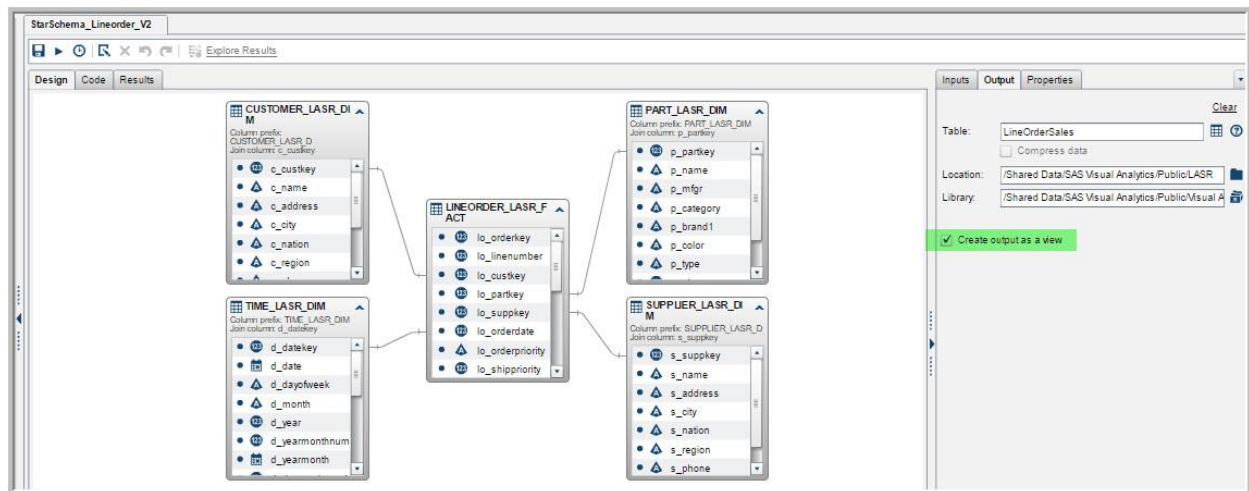 StarSchema_Lineorder_V2
Explore Results
Design Code Results
CUSTOMER_LASR_DI
M
Column prefix:
CUSTOMER_LASR_D
Join column: c_custkey
c_custkey
c_name
c_address
c_city
c_nation
c_region
TIME_LASR_DIM
Column prefix: TIME_LASR_DIM
Join column: d_datekey
d_datekey
d_date
d_dayofweek
d_month
d_year
d_yearmonthnum
d_yearmonth
LINEORDER_LASR_F
ACT
lo_orderkey
lo_linenumber
lo_custkey
lo_partkey
lo_suppkey
lo_orderdate
lo_orderpriority
lo_shippriority
PART_LASR_DIM
Column prefix: PART_LASR_DIM
Join column: p_partkey
p_partkey
p_name
p_mfgr
p_category
p_brand1
p_color
p_type
SUPPLIER_LASR_DI
M
Column prefix: SUPPLIER_LASR_D
Join column: s_suppkey
s_suppkey
s_name
s_address
s_city
s_nation
s_region
s_phone
Inputs Output Properties
Clear
Table: LineOrderSales
Compress data
Location: /Shared Data/SAS Visual Analytics/Public/LASR
Library: /Shared Data/SAS Visual Analytics/Public/Visual A
Create output as a view